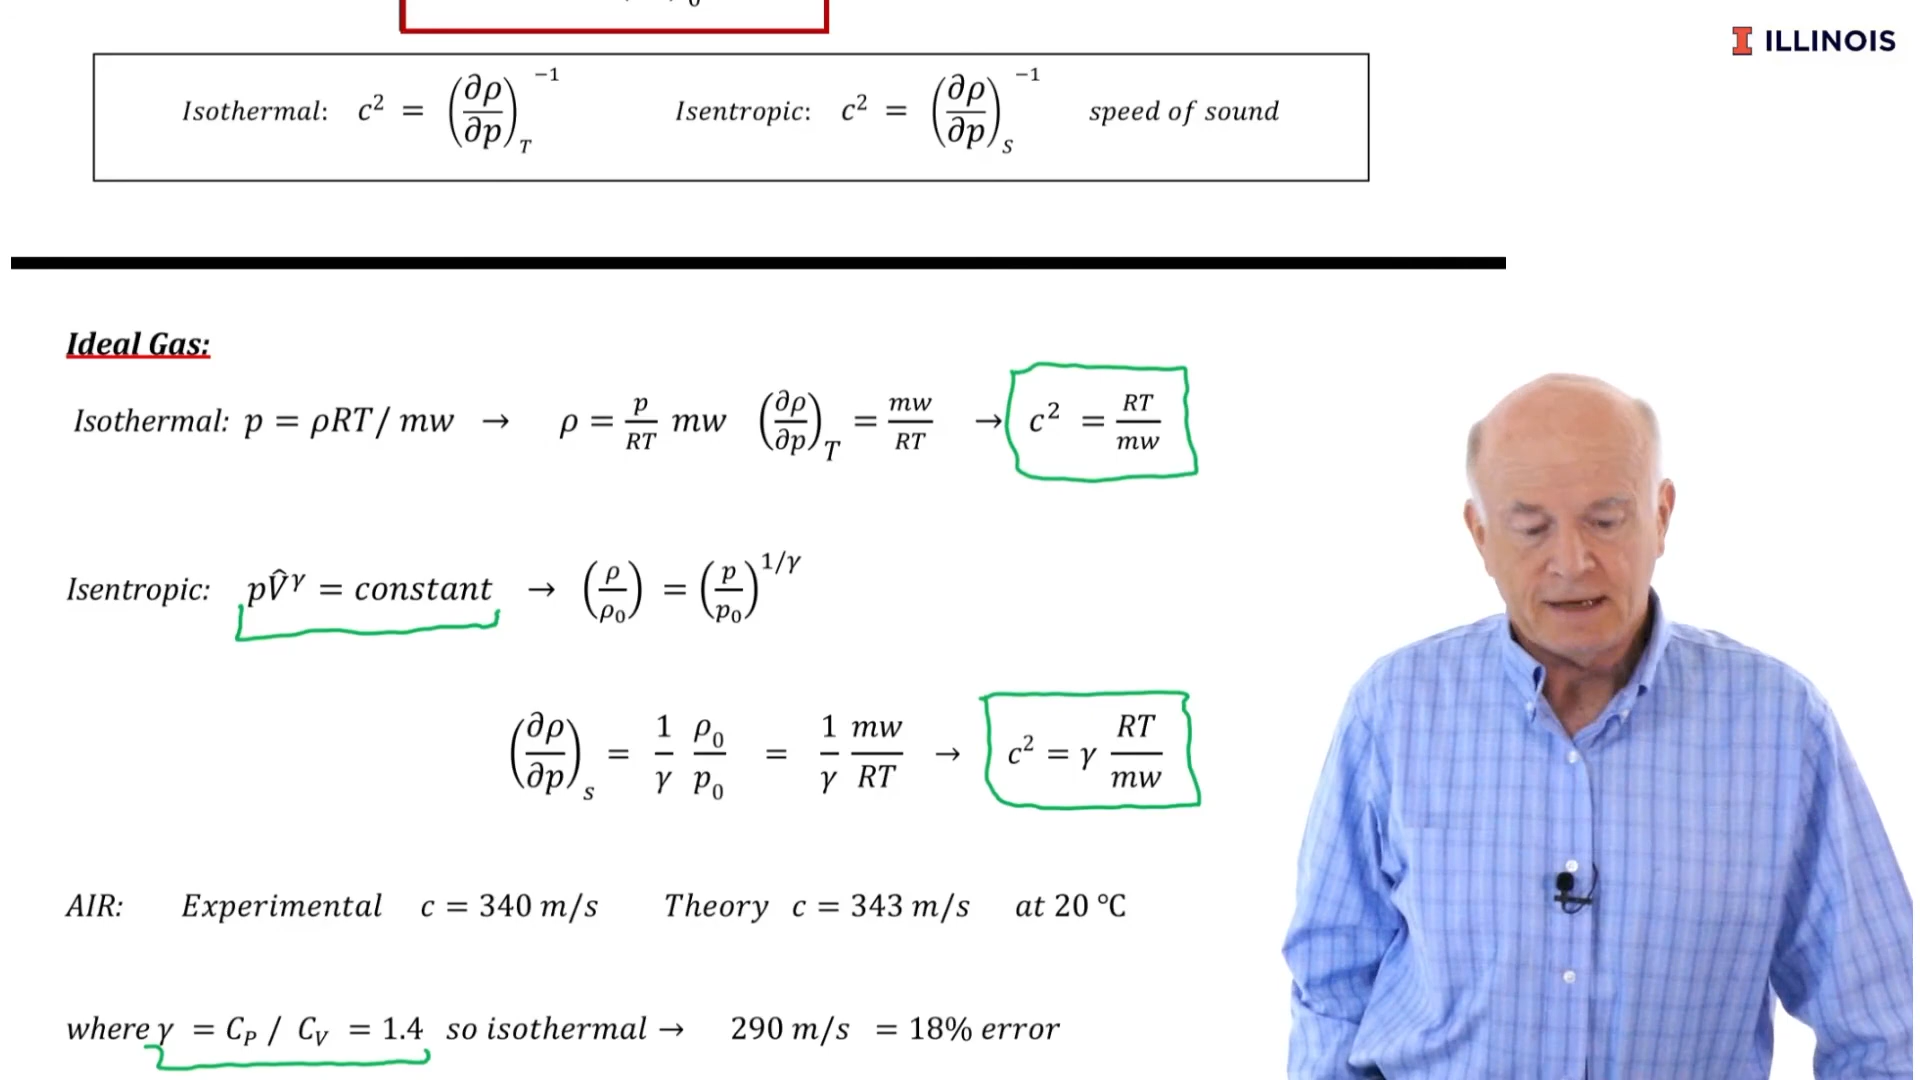 ILLINOIS
Isothermal: c² = (∂ρ/∂p)_T⁻¹ Isentropic: c² = (∂ρ/∂p)_S⁻¹ speed of sound
Ideal Gas:
Isothermal: p = ρRT/ mw → ρ = p/RT mw (∂ρ/∂p)_T = mw/RT → c² = RT/mw
Isentropic: pV̂^γ = constant → (ρ/ρ₀) = (p/p₀)^1/γ
(∂ρ/∂p)_s = 1/γ ρ₀/p₀ = 1/γ mw/RT → c² = γ RT/mw
AIR: Experimental c = 340 m/s Theory c = 343 m/s at 20 ℃
where γ = C_P / C_V = 1.4 so isothermal → 290 m/s = 18% error